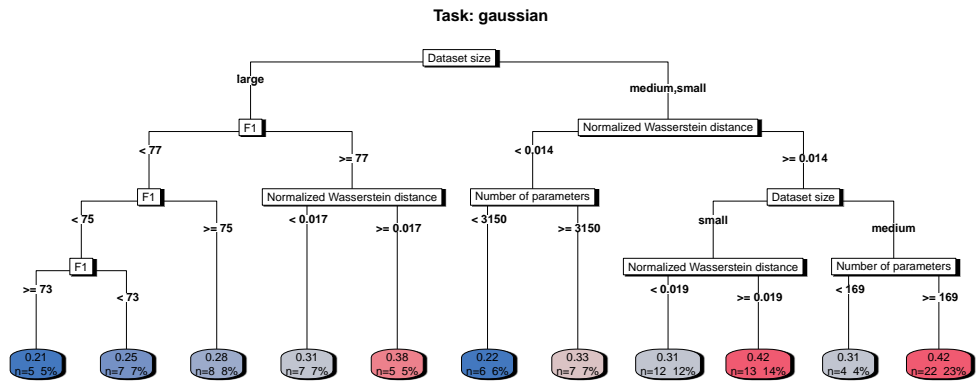 Task: gaussian
Dataset size
large
medium,small
F1
Normalized Wasserstein distance
< 77
>= 77
< 0.014
>= 0.014
F1
Normalized Wasserstein distance
Number of parameters
Dataset size
< 75
>= 75
< 0.017
>= 0.017
< 3150
>= 3150
small
medium
F1
Normalized Wasserstein distance
Number of parameters
>= 73
< 73
< 0.019
>= 0.019
< 169
>= 169
0.21
n=5 5%
0.25
n=7 7%
0.28
n=8 8%
0.31
n=7 7%
0.38
n=5 5%
0.22
n=6 6%
0.33
n=7 7%
0.31
n=12 12%
0.42
n=13 14%
0.31
n=4 4%
0.42
n=22 23%